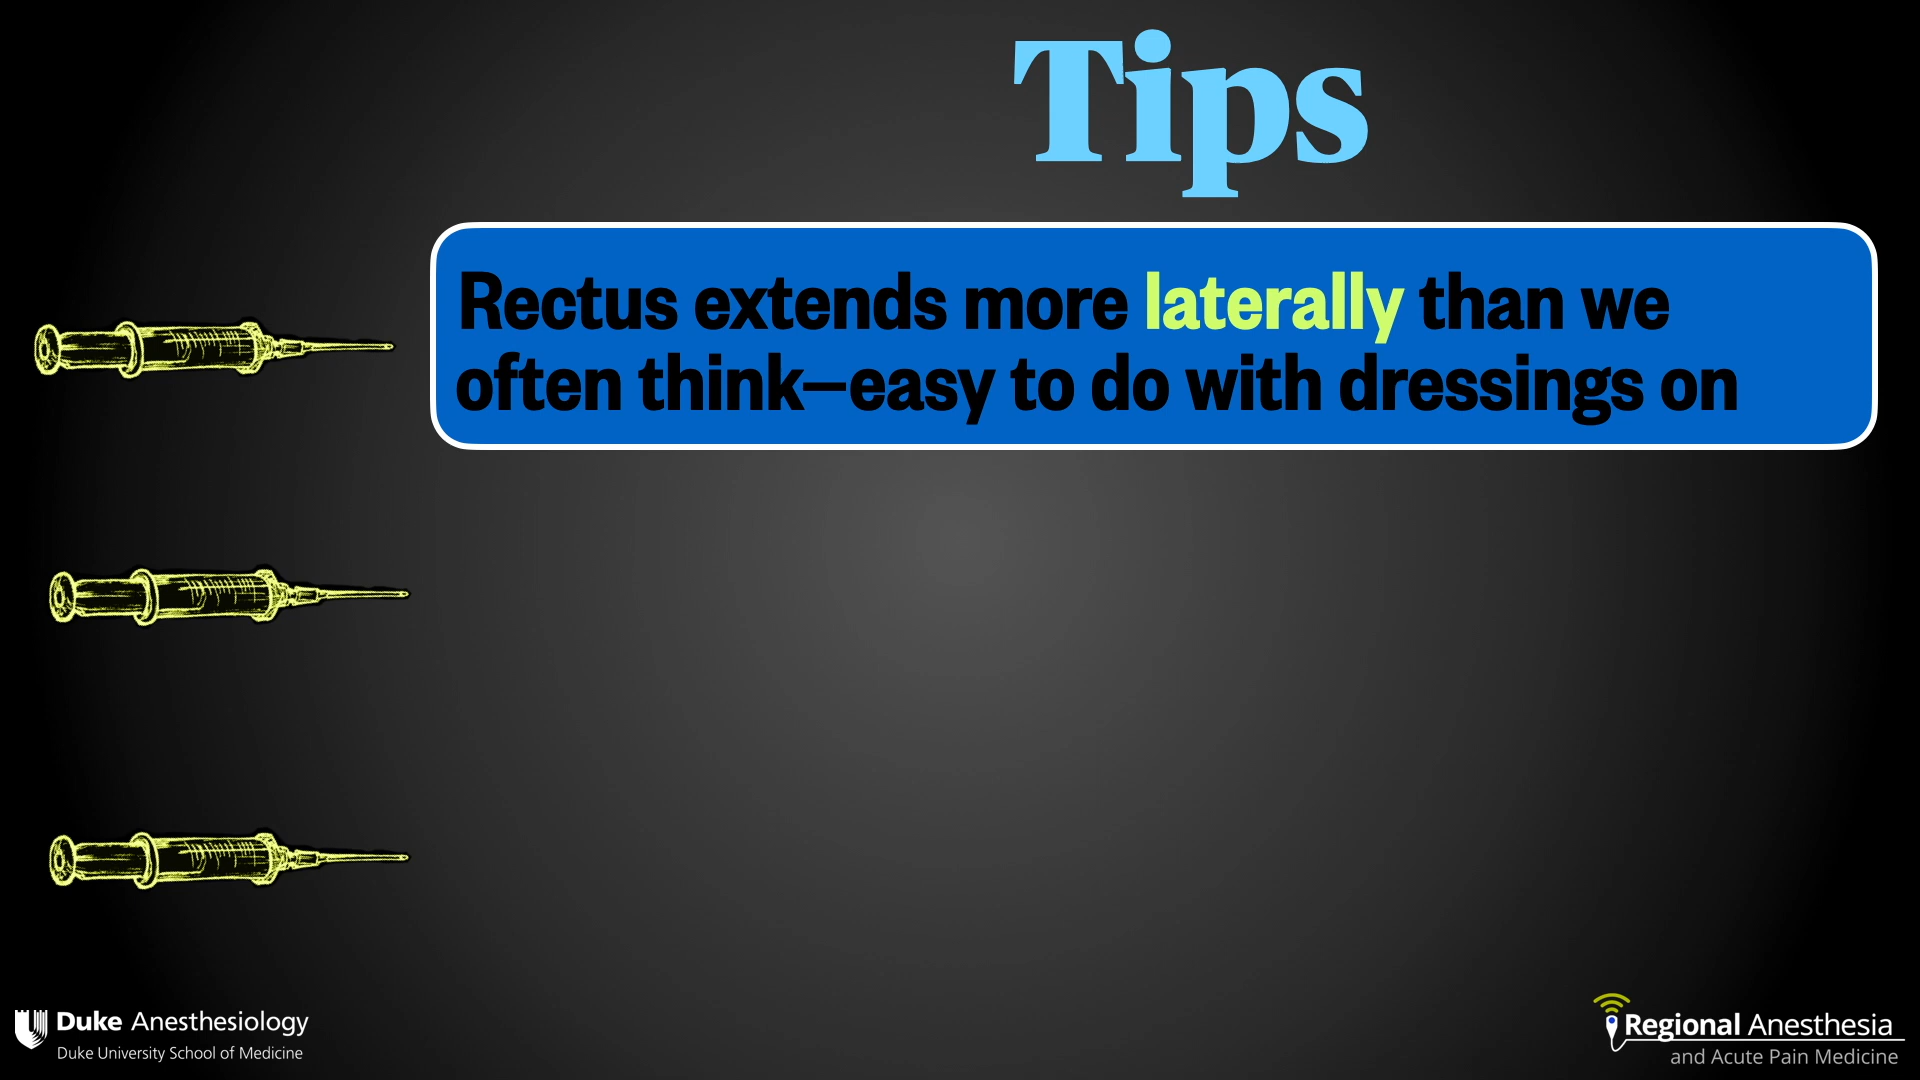 Tips
Rectus extends more laterally than we
often think—easy to do with dressings on
Duke Anesthesiology
Duke University School of Medicine
Regional Anesthesia
and Acute Pain Medicine